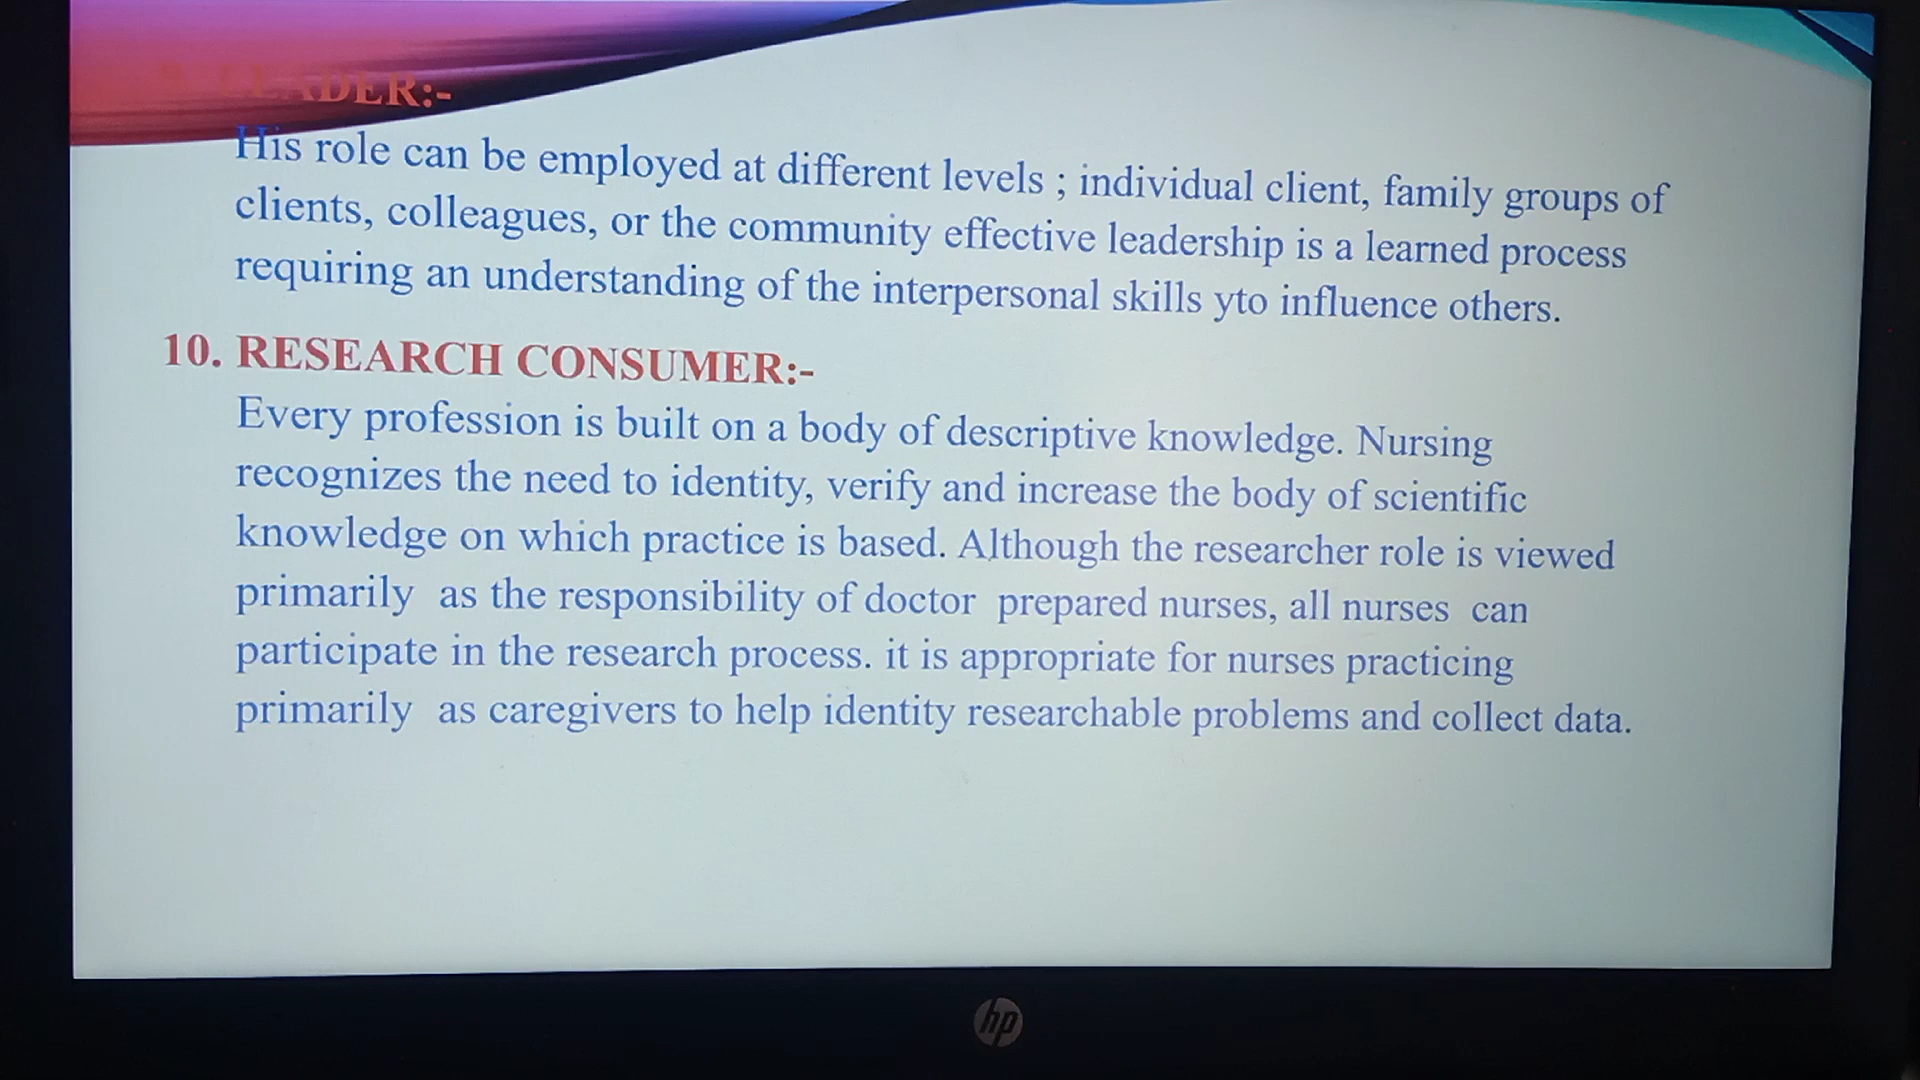 9. LEADER:-
His role can be employed at different levels ; individual client, family groups of
clients, colleagues, or the community effective leadership is a learned process
requiring an understanding of the interpersonal skills yto influence others.
10. RESEARCH CONSUMER:-
Every profession is built on a body of descriptive knowledge. Nursing
recognizes the need to identity, verify and increase the body of scientific
knowledge on which practice is based. Although the researcher role is viewed
primarily as the responsibility of doctor prepared nurses, all nurses can
participate in the research process. it is appropriate for nurses practicing
primarily as caregivers to help identity researchable problems and collect data.
hp